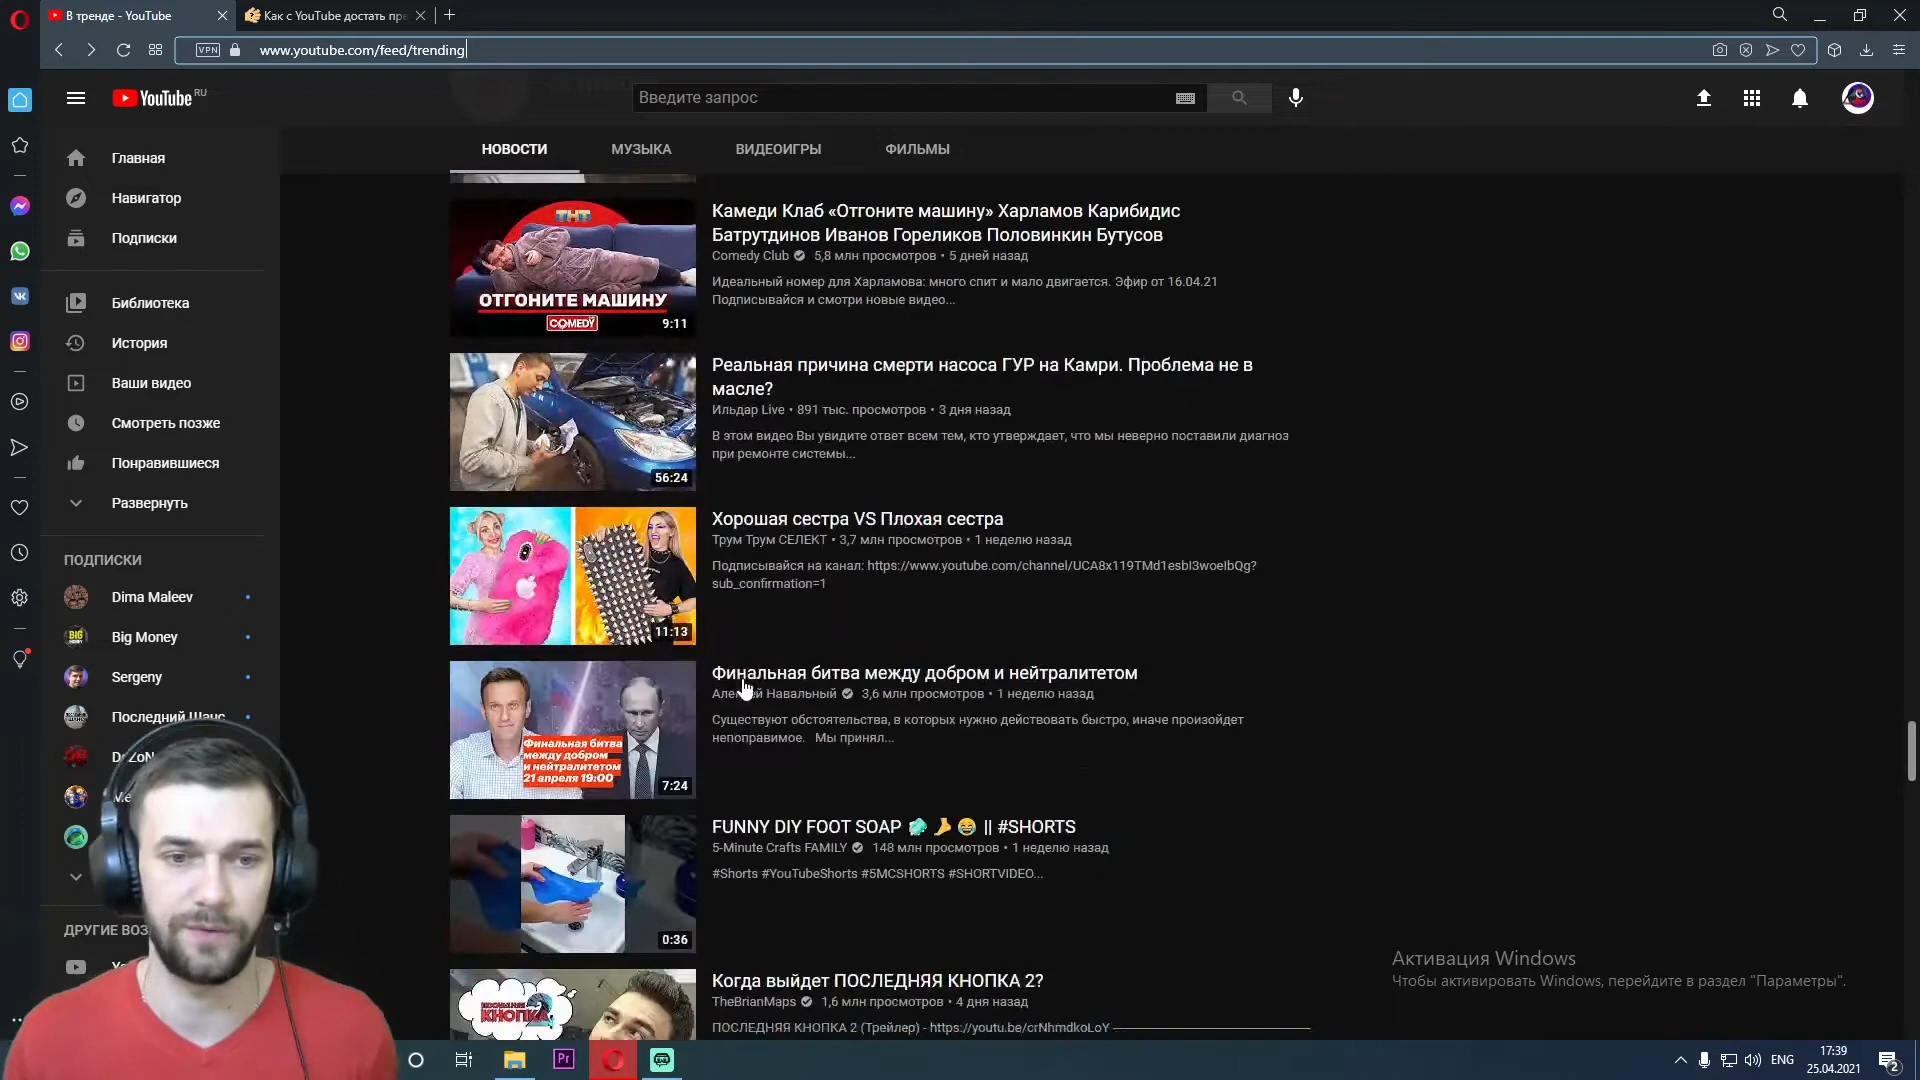 В тренде - YouTube
Как с YouTube достать пре
VPN
www.youtube.com/feed/trending
YouTube RU
Введите запрос
НОВОСТИ
МУЗЫКА
ВИДЕОИГРЫ
ФИЛЬМЫ
Главная
Навигатор
Подписки
Библиотека
История
Ваши видео
Смотреть позже
Понравившиеся
Развернуть
ПОДПИСКИ
Dima Maleev
BIG
Big Money
Sergeny
Последний Шанс
ДРУГИЕ ВОЗ
ТНТ
ОТГОНИТЕ МАШИНУ
COMEDY
9:11
Камеди Клаб «Отгоните машину» Харламов Карибидис
Батрутдинов Иванов Гореликов Половинкин Бутусов
Comedy Club 5,8 млн просмотров • 5 дней назад
Идеальный номер для Харламова: много спит и мало двигается. Эфир от 16.04.21
Подписывайся и смотри новые видео...
56:24
Реальная причина смерти насоса ГУР на Камри. Проблема не в
масле?
Ильдар Live • 891 тыс. просмотров • 3 дня назад
В этом видео Вы увидите ответ всем тем, кто утверждает, что мы неверно поставили диагноз
при ремонте системы...
11:13
Хорошая сестра VS Плохая сестра
Трум Трум СЕЛЕКТ • 3,7 млн просмотров • 1 неделю назад
Подписывайся на канал: https://www.youtube.com/channel/UCA8x119TMd1esbI3woeIbQg?
sub_confirmation=1
Финальная битва
между добром
и нейтралитетом
21 апреля 19:00
7:24
Финальная битва между добром и нейтралитетом
Навальный 3,6 млн просмотров • 1 неделю назад
Существуют обстоятельства, в которых нужно действовать быстро, иначе произойдет
непоправимое. Мы принял...
0:36
FUNNY DIY FOOT SOAP 🧼 🦶 😂 || #SHORTS
5-Minute Crafts FAMILY 148 млн просмотров • 1 неделю назад
#Shorts #YouTubeShorts #5MCSHORTS #SHORTVIDEO...
ПОСЛЕДНЯЯ
КНОПКА 2
Когда выйдет ПОСЛЕДНЯЯ КНОПКА 2?
TheBrianMaps 1,6 млн просмотров • 4 дня назад
ПОСЛЕДНЯЯ КНОПКА 2 (Трейлер) - https://youtu.be/crNhmdkoLoY
Активация Windows
Чтобы активировать Windows, перейдите в раздел "Параметры".
Pr
ENG
17:39
25.04.2021
2